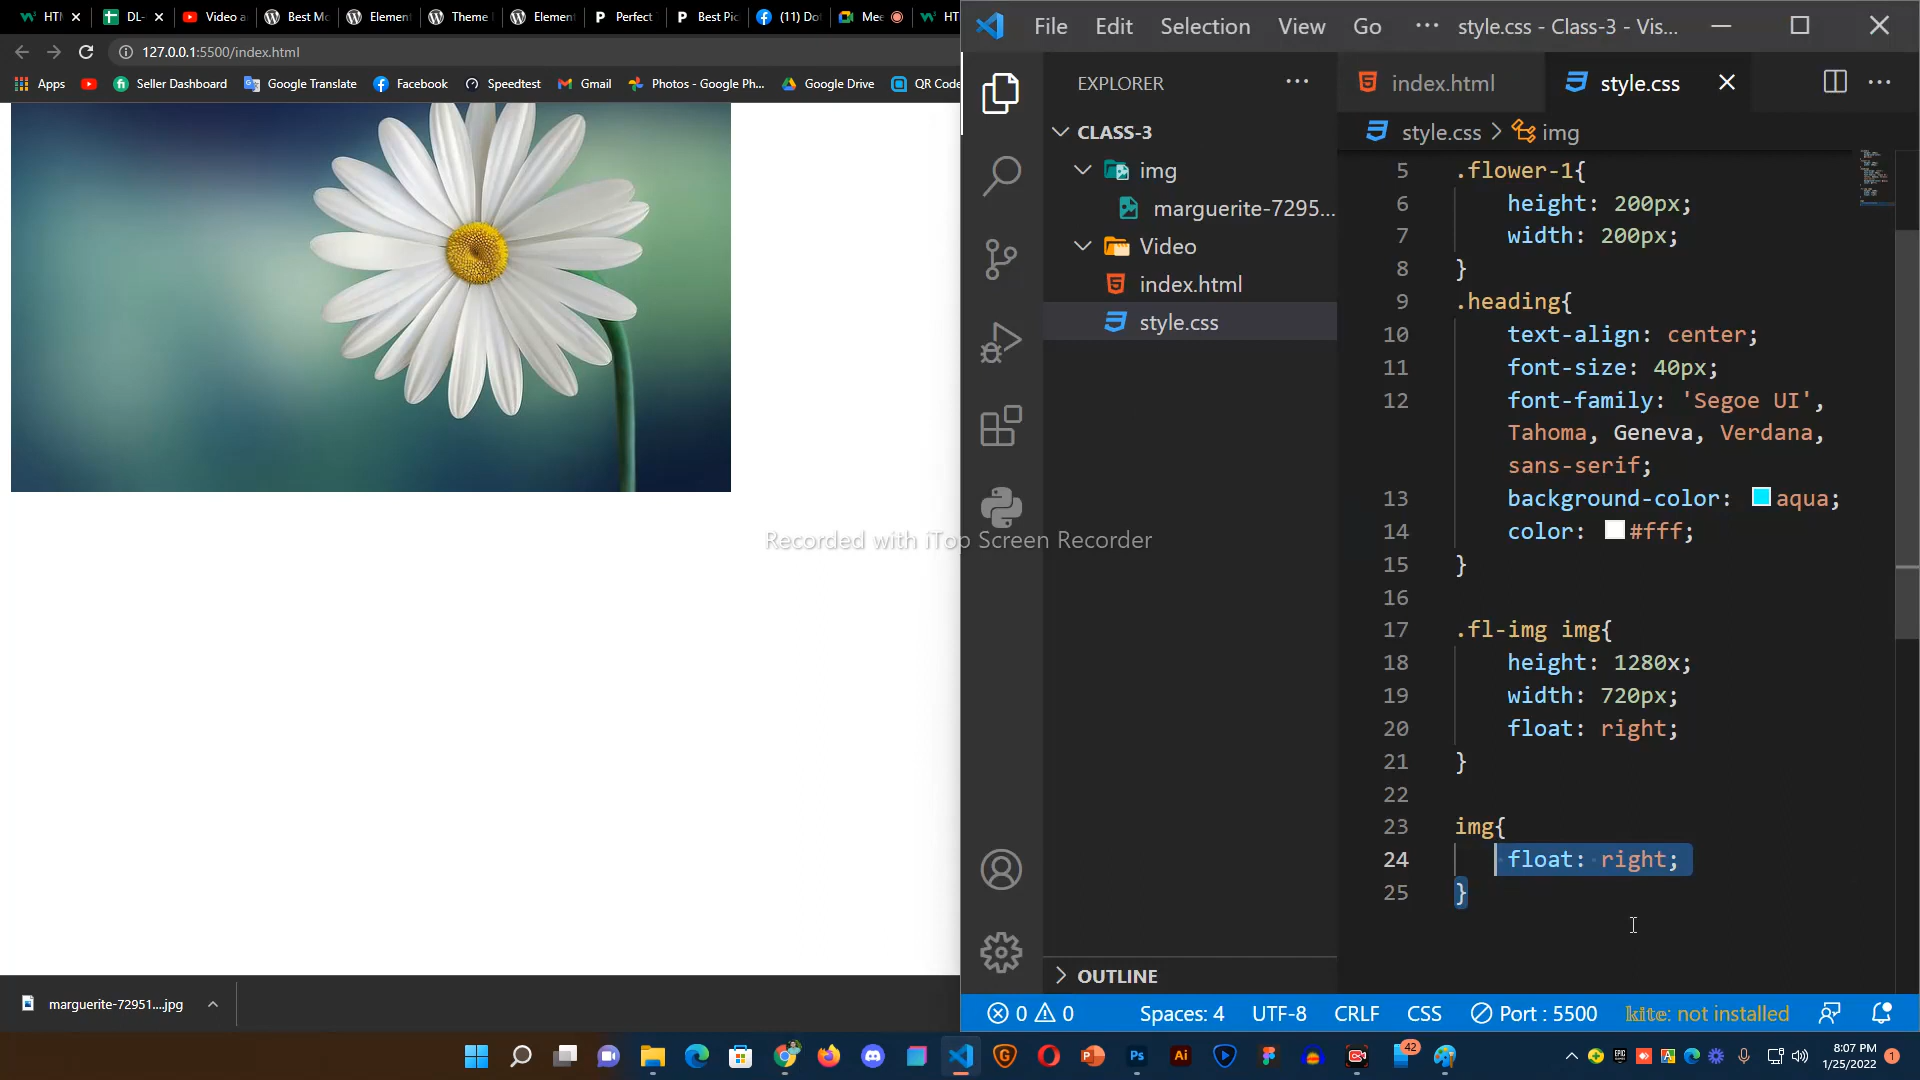 HTM
DL-
Video a
Best Mo
Element
Theme
Element
Perfect
Best Pic
(11) Do
Mee
HT
127.0.0.1:5500/index.html
Apps
Seller Dashboard
Google Translate
Facebook
Speedtest
Gmail
Photos - Google Ph...
Google Drive
QR Code
File Edit Selection View Go ··· style.css - Class-3 - Vis...
EXPLORER ···
CLASS-3
img
marguerite-7295...
Video
index.html
style.css
OUTLINE
index.html
style.css
style.css > img
5 .flower-1{
6 height: 200px;
7 width: 200px;
8 }
9 .heading{
10 text-align: center;
11 font-size: 40px;
12 font-family: 'Segoe UI',
Tahoma, Geneva, Verdana,
sans-serif;
13 background-color: aqua;
14 color: #fff;
15 }
16
17 .fl-img img{
18 height: 1280x;
19 width: 720px;
20 float: right;
21 }
22
23 img{
24 float: right;
25 }
Recorded with iTop Screen Recorder
marguerite-72951....jpg
0 0 Spaces: 4 UTF-8 CRLF CSS Port : 5500 kite: not installed
42
8:07 PM
1/25/2022
1